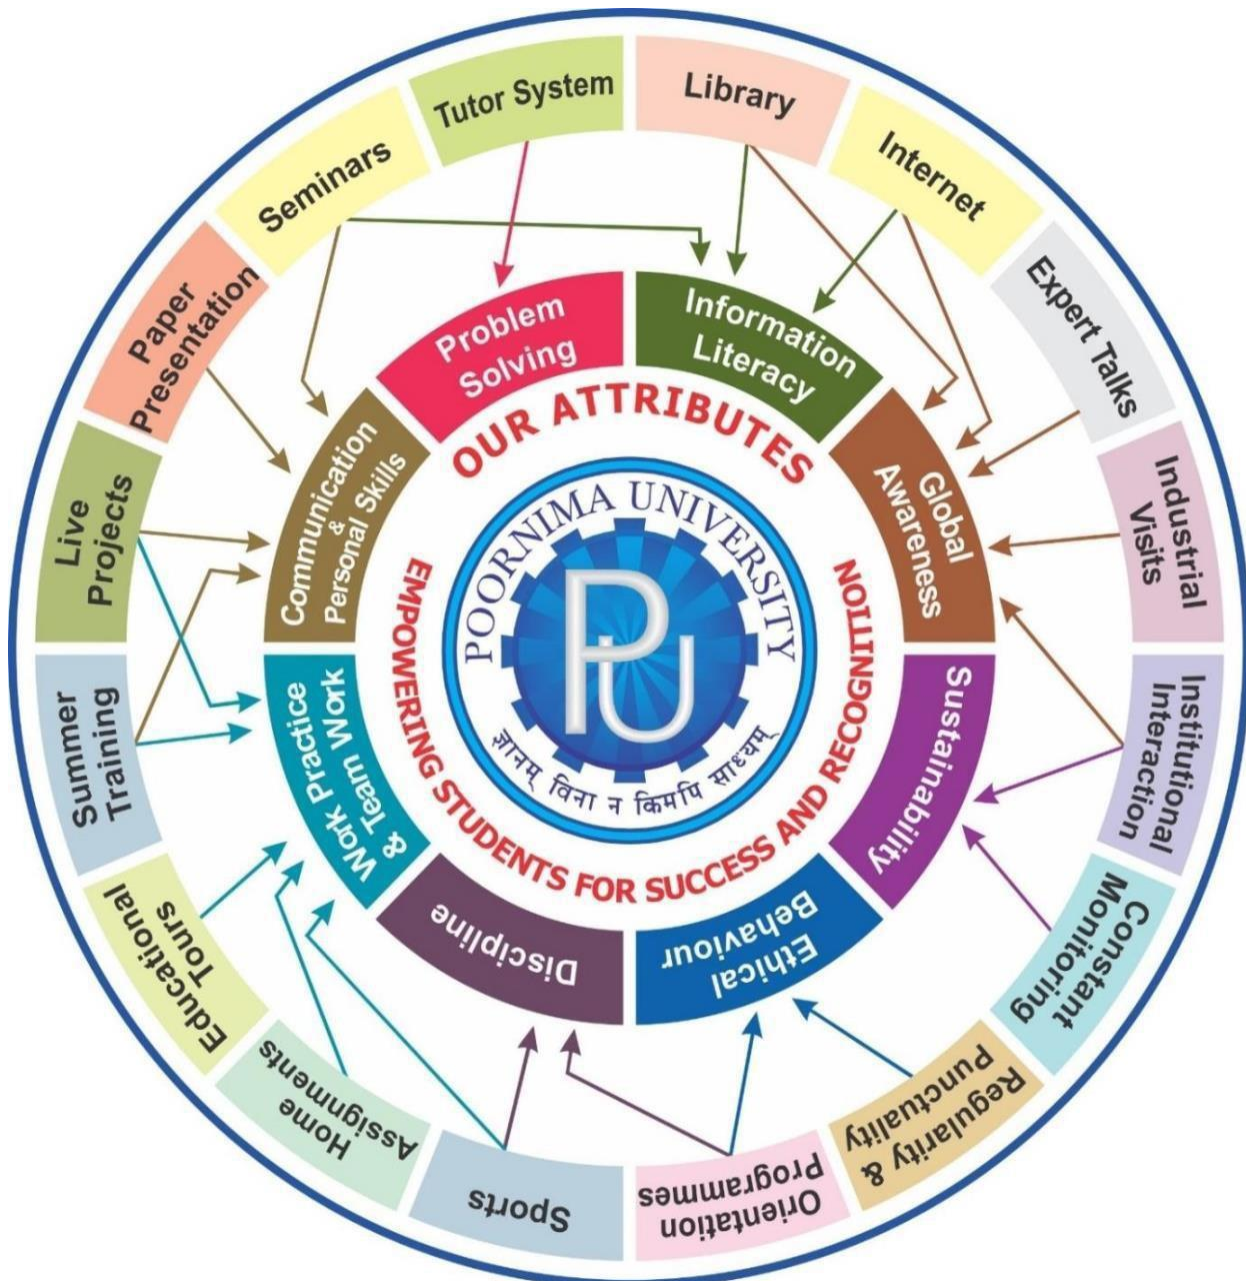 Tutor System
Library
Internet
Expert Talks
Industrial
Visits
Institutional
Interaction
Constant
Monitoring
Regularity &
Punctuality
Orientation
Programmes
Sports
Home
Assignments
Educational
Tours
Summer
Training
Live
Projects
Paper
Presentation
Seminars
Problem
Solving
Information
Literacy
Global
Awareness
Sustainability
Ethical
Behaviour
Discipline
Work Practice
& Team Work
Communication
&
Personal Skills
OUR ATTRIBUTES
EMPOWERING STUDENTS FOR SUCCESS AND RECOGNITION
POORNIMA UNIVERSITY
PU
ज्ञानम् विना न किमपि साध्यम्